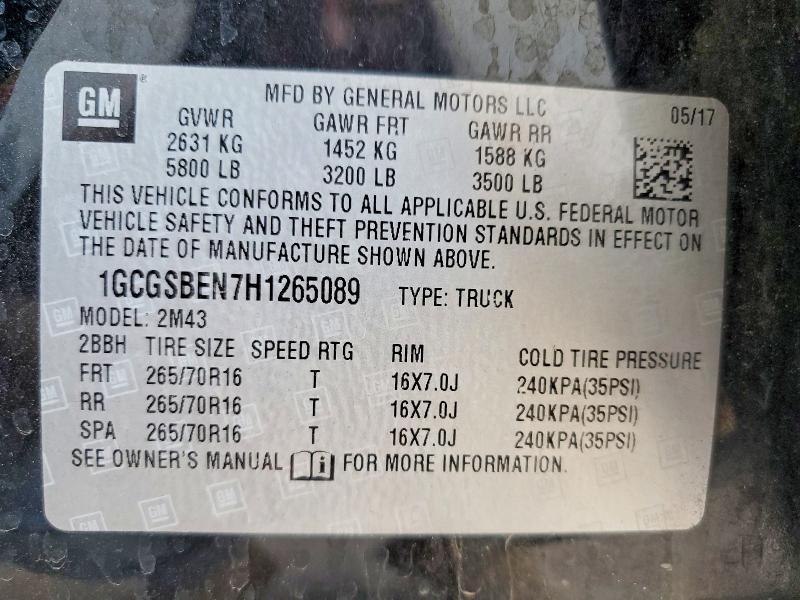 GM
MFD BY GENERAL MOTORS LLC 05/17
GVWR GAWR FRT GAWR RR
2631 KG 1452 KG 1588 KG
5800 LB 3200 LB 3500 LB
THIS VEHICLE CONFORMS TO ALL APPLICABLE U.S. FEDERAL MOTOR
VEHICLE SAFETY AND THEFT PREVENTION STANDARDS IN EFFECT ON
THE DATE OF MANUFACTURE SHOWN ABOVE.
1GCGSBEN7H1265089 TYPE: TRUCK
MODEL: 2M43
2BBH TIRE SIZE SPEED RTG RIM COLD TIRE PRESSURE
FRT 265/70R16 T 16X7.0J 240KPA(35PSI)
RR 265/70R16 T 16X7.0J 240KPA(35PSI)
SPA 265/70R16 T 16X7.0J 240KPA(35PSI)
SEE OWNER'S MANUAL FOR MORE INFORMATION.